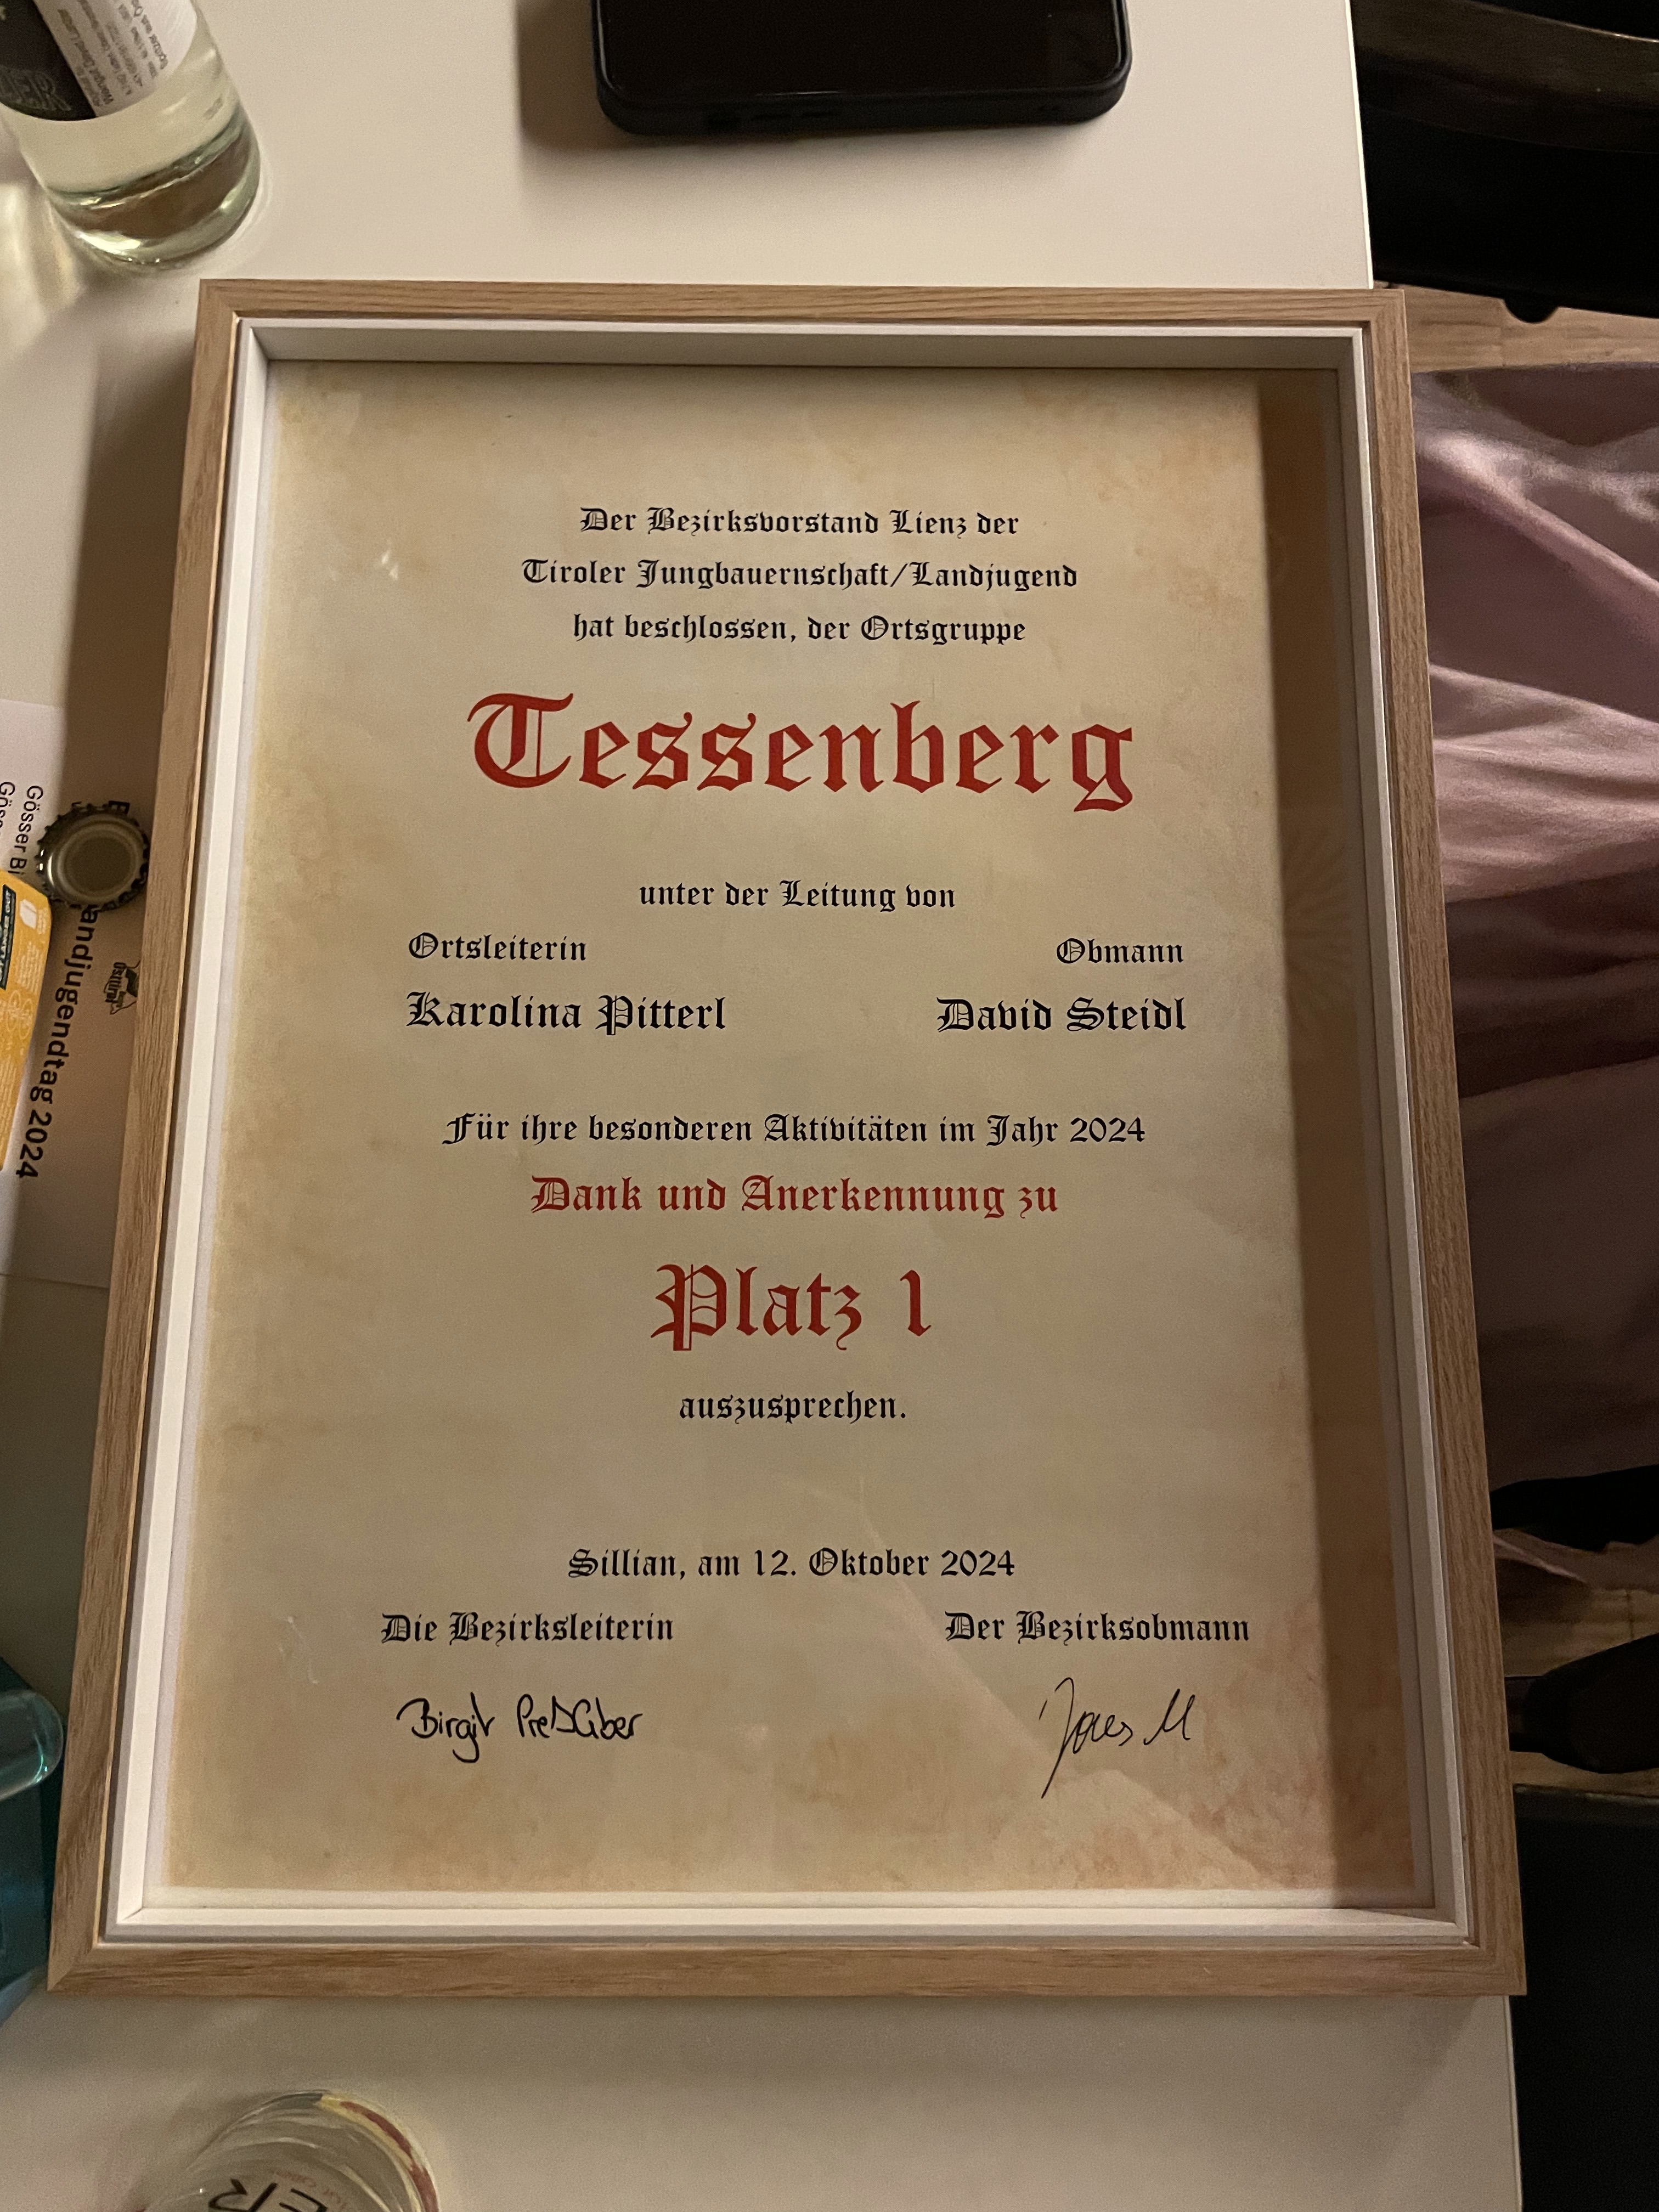 Der Bezirksvorstand Lienz der
Tiroler Jungbauernschaft/Landjugend
hat beschlossen, der Ortsgruppe
Tessenberg
unter der Leitung von
Ortsleiterin Obmann
Karolina Pitterl David Steidl
Für ihre besonderen Aktivitäten im Jahr 2024
Dank und Anerkennung zu
Platz 1
auszusprechen.
Sillian, am 12. Oktober 2024
Die Bezirksleiterin Der Bezirksobmann
Birgit
Gösser
andjugendtag 2024